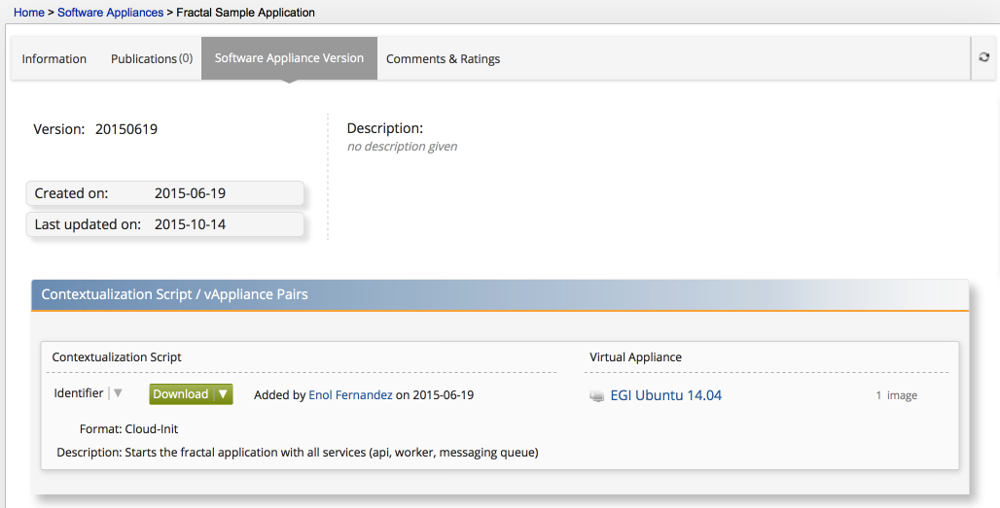 Home > Software Appliances > Fractal Sample Application
Information Publications (0) Software Appliance Version Comments & Ratings
Version: 20150619
Description:
no description given
Created on: 2015-06-19
Last updated on: 2015-10-14
Contextualization Script / vAppliance Pairs
Contextualization Script Virtual Appliance
Identifier Download Added by Enol Fernandez on 2015-06-19 EGI Ubuntu 14.04 1 image
Format: Cloud-Init
Description: Starts the fractal application with all services (api, worker, messaging queue)